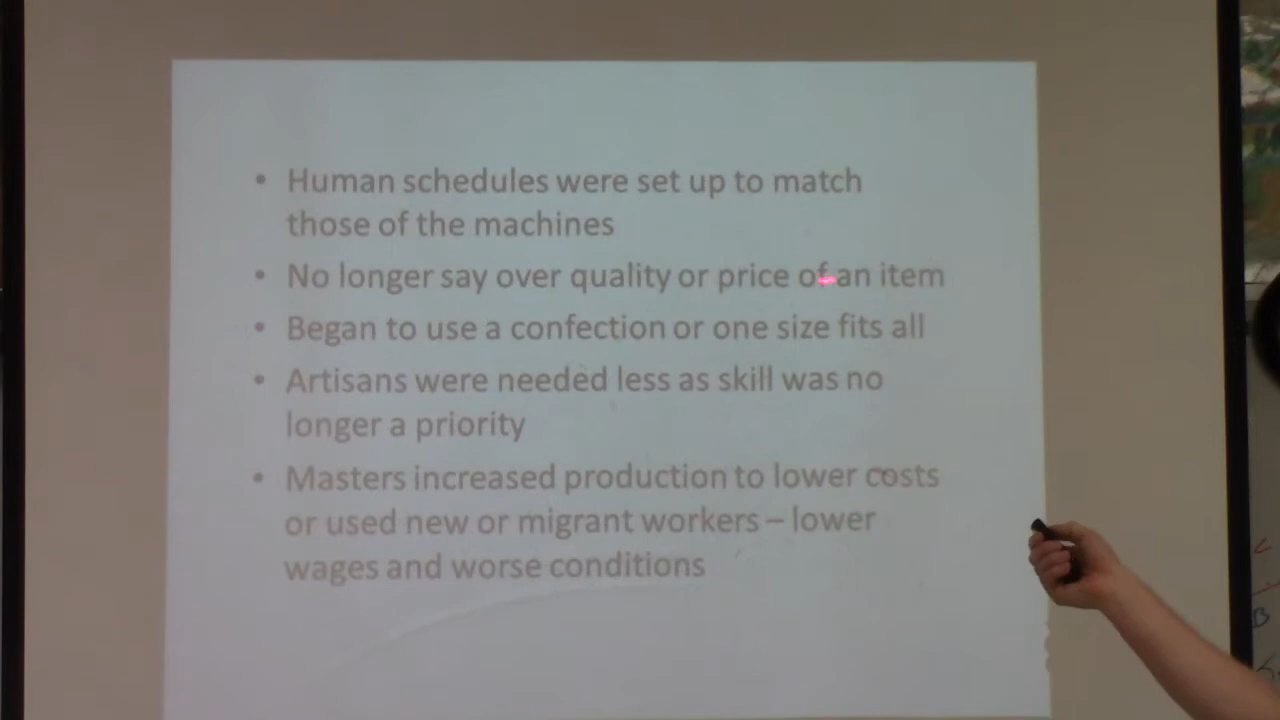 • Human schedules were set up to match
those of the machines
• No longer say over quality or price of an item
• Began to use a confection or one size fits all
• Artisans were needed less as skill was no
longer a priority
• Masters increased production to lower costs
or used new or migrant workers – lower
wages and worse conditions